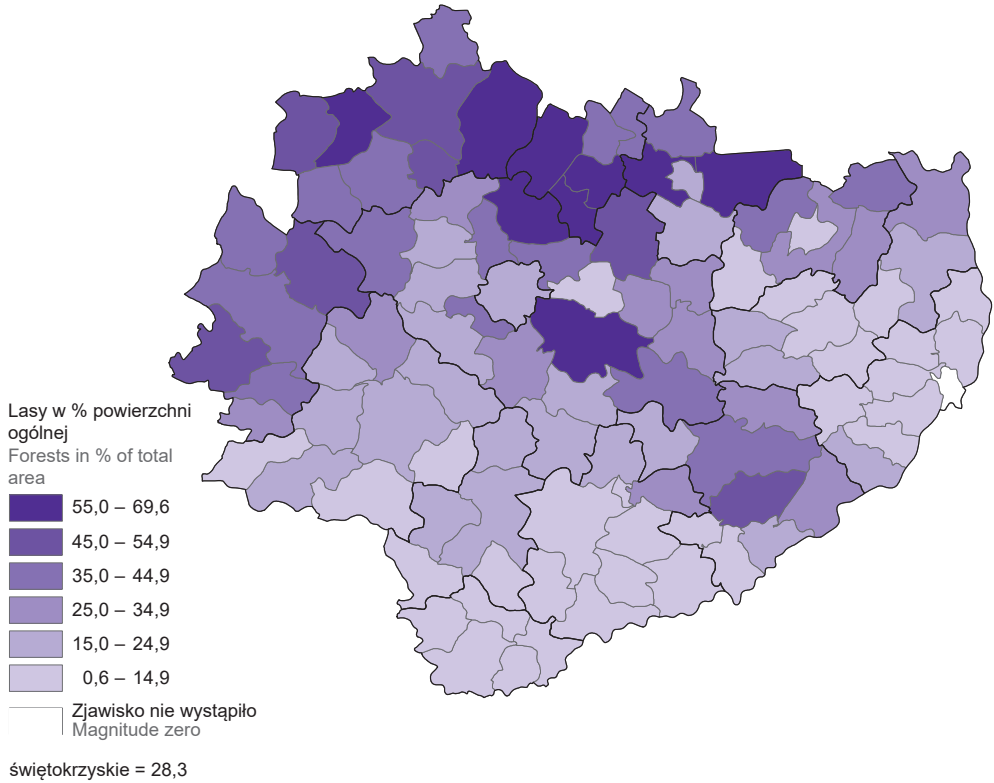 Lasy w % powierzchni
ogólnej
Forests in % of total
area
55,0 – 69,6
45,0 – 54,9
35,0 – 44,9
25,0 – 34,9
15,0 – 24,9
0,6 – 14,9
Zjawisko nie wystąpiło
Magnitude zero
świętokrzyskie = 28,3